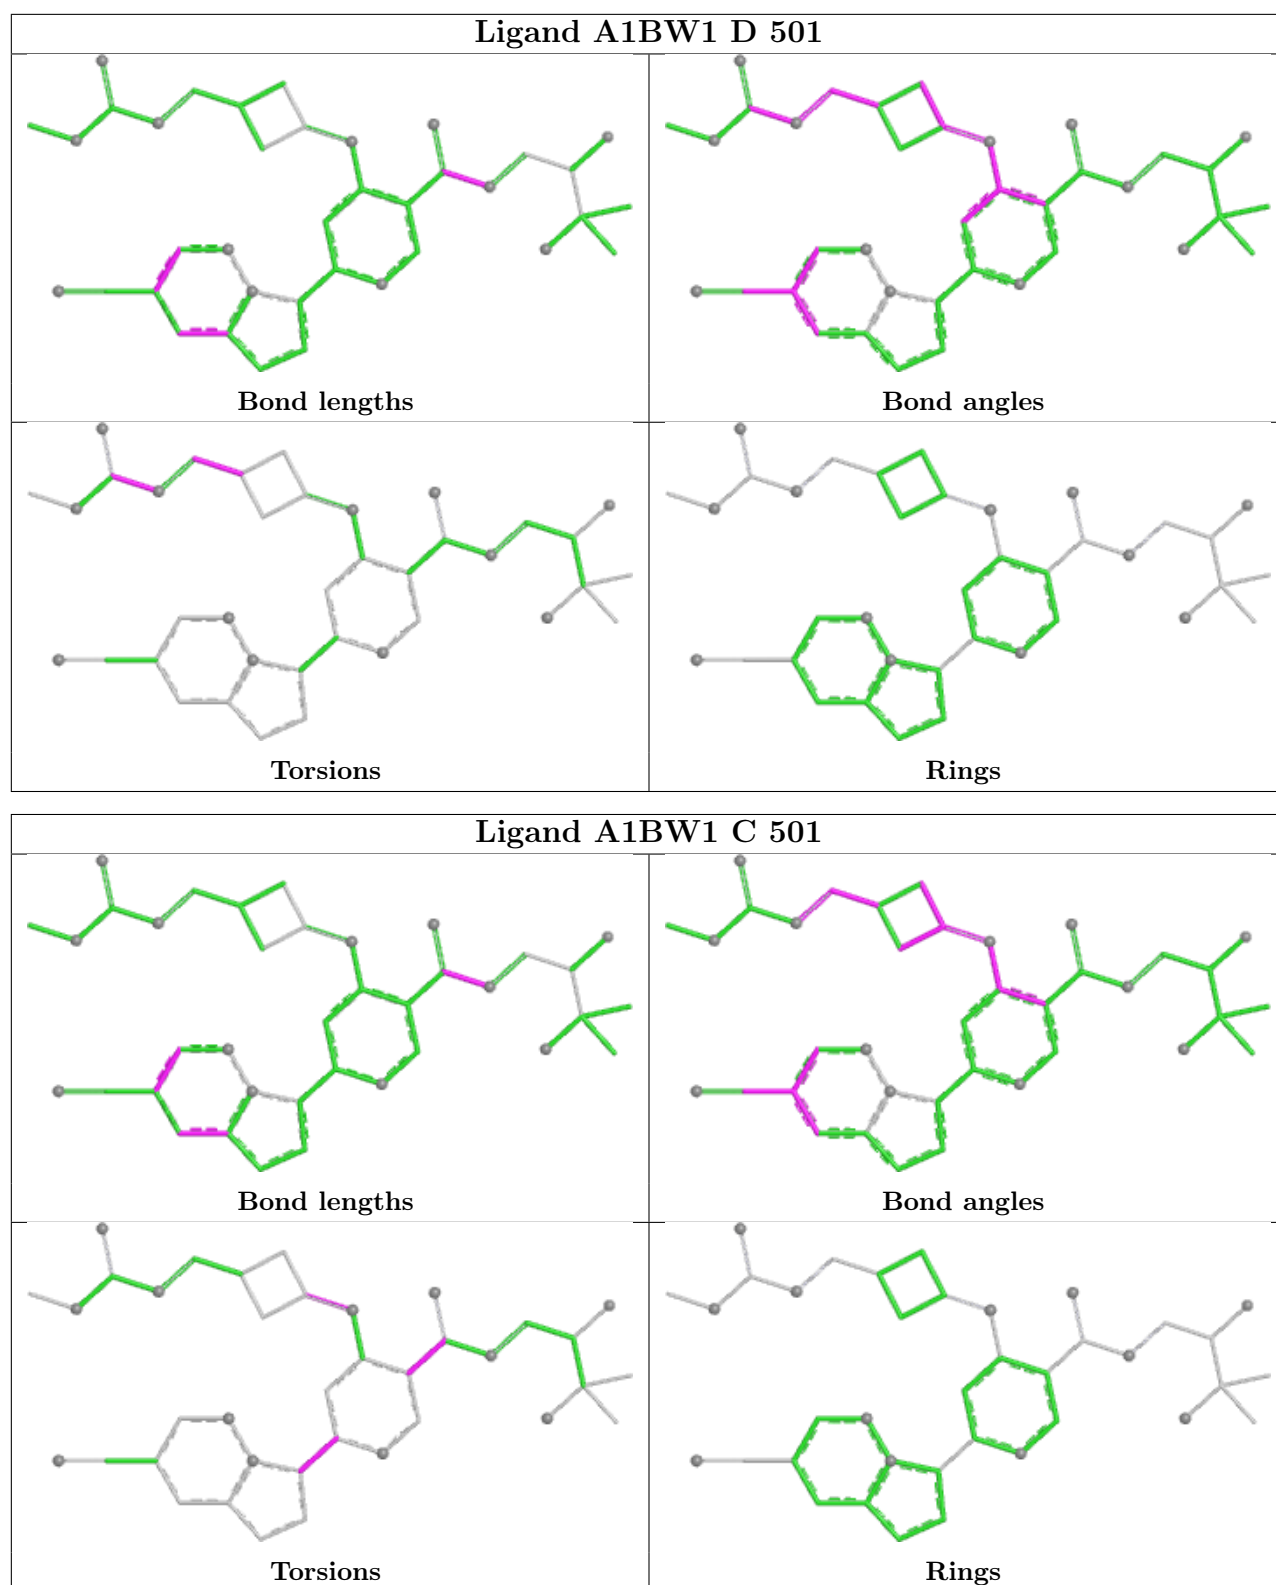 Ligand A1BW1 D 501
Bond lengths
Bond angles
Torsions
Rings
Ligand A1BW1 C 501
Bond lengths
Bond angles
Torsions
Rings